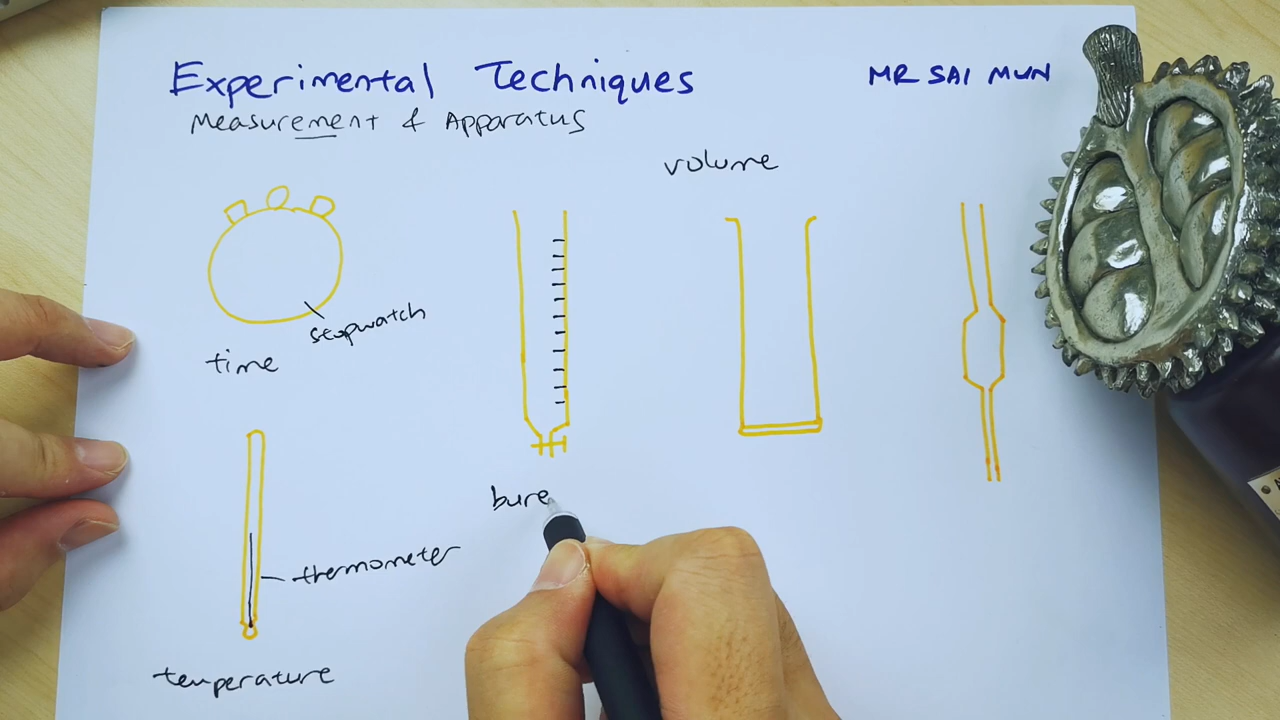 Experimental Techniques
MR SAI MUN
Measurement & Apparatus
volume
stopwatch
time
bure
thermometer
temperature